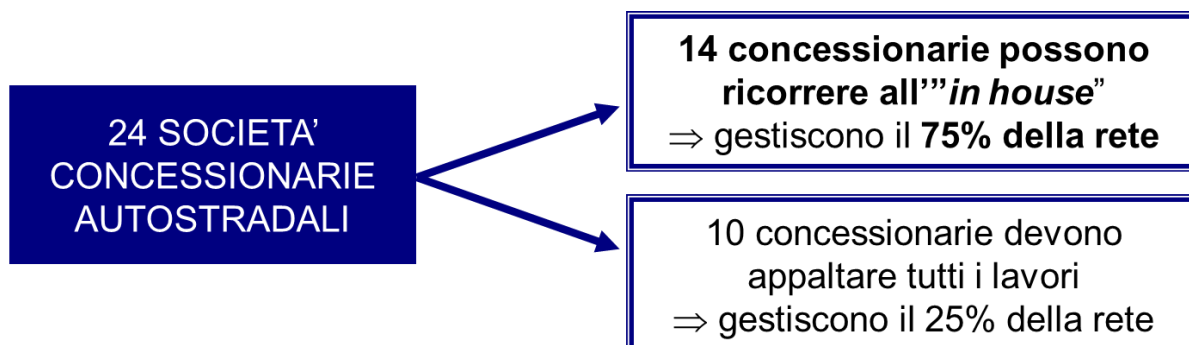 24 SOCIETA’
CONCESSIONARIE
AUTOSTRADALI
14 concessionarie possono
ricorrere all’”in house”
⇒ gestiscono il 75% della rete
10 concessionarie devono
appaltare tutti i lavori
⇒ gestiscono il 25% della rete